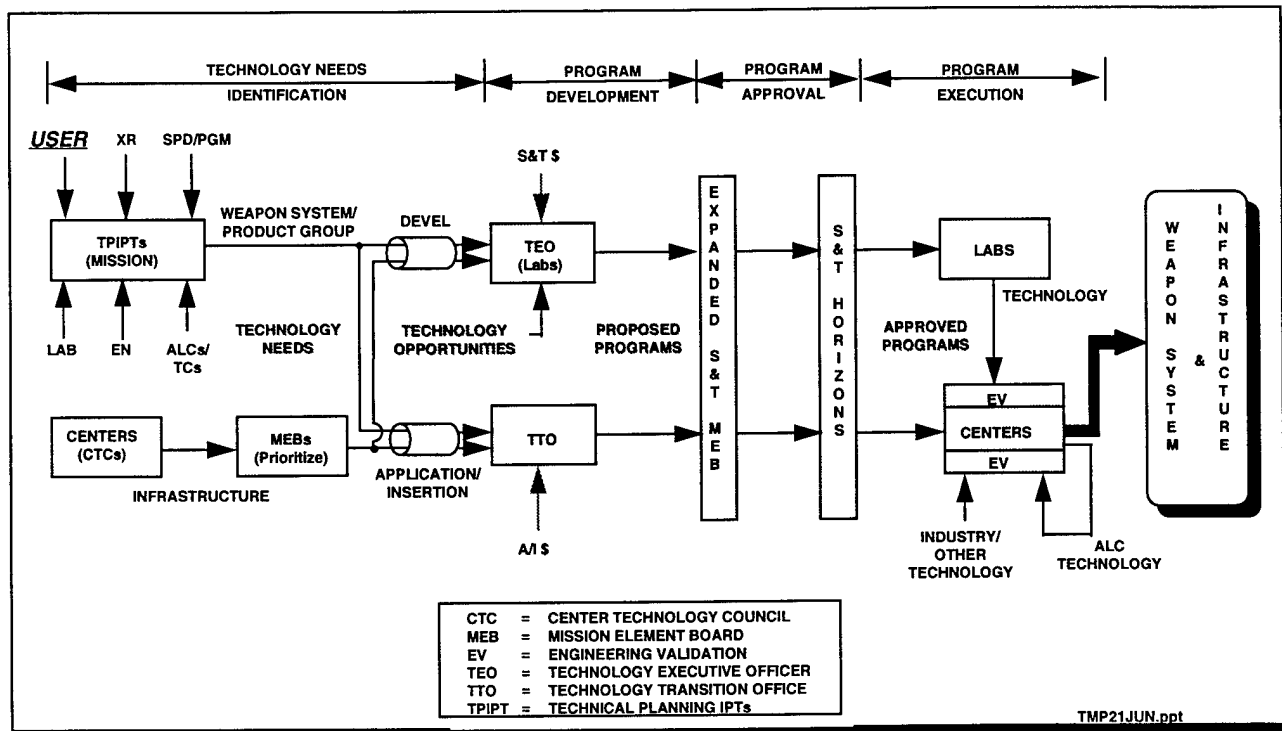 TECHNOLOGY NEEDS
IDENTIFICATION
PROGRAM
DEVELOPMENT
PROGRAM
APPROVAL
PROGRAM
EXECUTION
USER
XR
SPD/PGM
S&T $
TPIPTs
(MISSION)
WEAPON SYSTEM/
PRODUCT GROUP
DEVEL
TEO
(Labs)
EXPANDED S&T MEB
S&T HORIZONS
LABS
WEAPON SYSTEM
&
INFRASTRUCTURE
LAB
EN
ALCs/
TCs
TECHNOLOGY
NEEDS
TECHNOLOGY
OPPORTUNITIES
PROPOSED
PROGRAMS
TECHNOLOGY
APPROVED
PROGRAMS
CENTERS
(CTCs)
MEBs
(Prioritize)
TTO
EV
CENTERS
EV
INFRASTRUCTURE
APPLICATION/
INSERTION
A/I $
INDUSTRY/
OTHER
TECHNOLOGY
ALC
TECHNOLOGY
CTC = CENTER TECHNOLOGY COUNCIL
MEB = MISSION ELEMENT BOARD
EV = ENGINEERING VALIDATION
TEO = TECHNOLOGY EXECUTIVE OFFICER
TTO = TECHNOLOGY TRANSITION OFFICE
TPIPT = TECHNICAL PLANNING IPTs
TMP21JUN.ppt